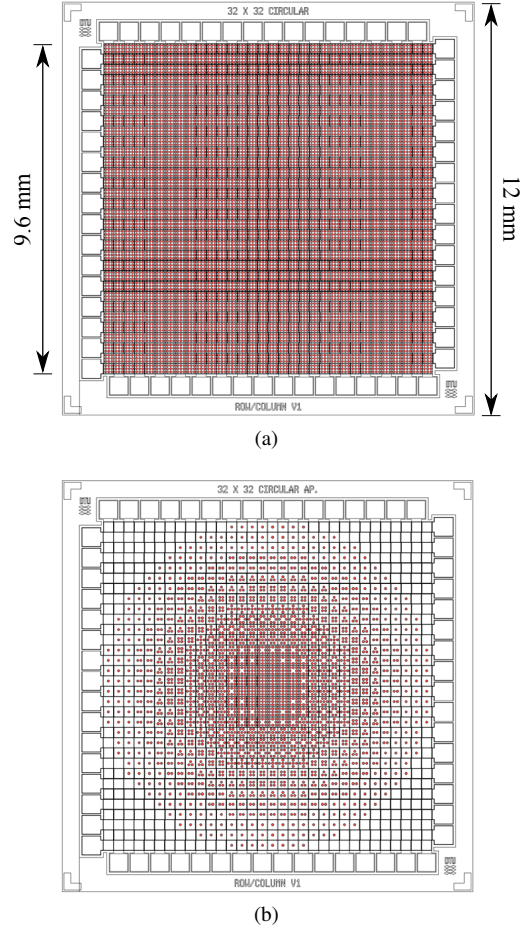 32 X 32 CIRCULAR
9.6 mm
12 mm
ROW/COLUMN V1
(a)
32 X 32 CIRCULAR AP.
ROW/COLUMN V1
(b)